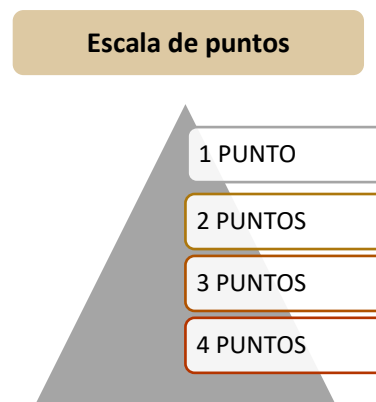 Escala de puntos
1 PUNTO
2 PUNTOS
3 PUNTOS
4 PUNTOS